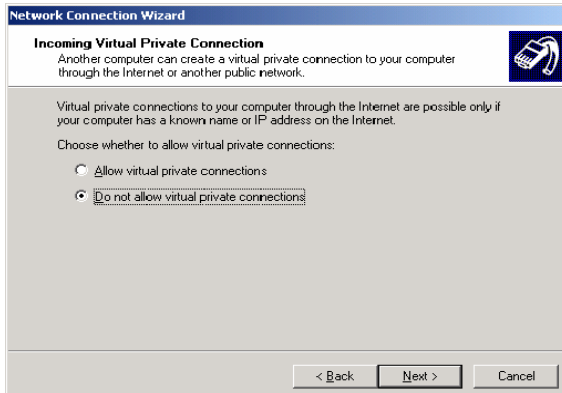 Network Connection Wizard
Incoming Virtual Private Connection
Another computer can create a virtual private connection to your computer
through the Internet or another public network.
Virtual private connections to your computer through the Internet are possible only if
your computer has a known name or IP address on the Internet.
Choose whether to allow virtual private connections:
Allow virtual private connections
Do not allow virtual private connections
< Back Next > Cancel